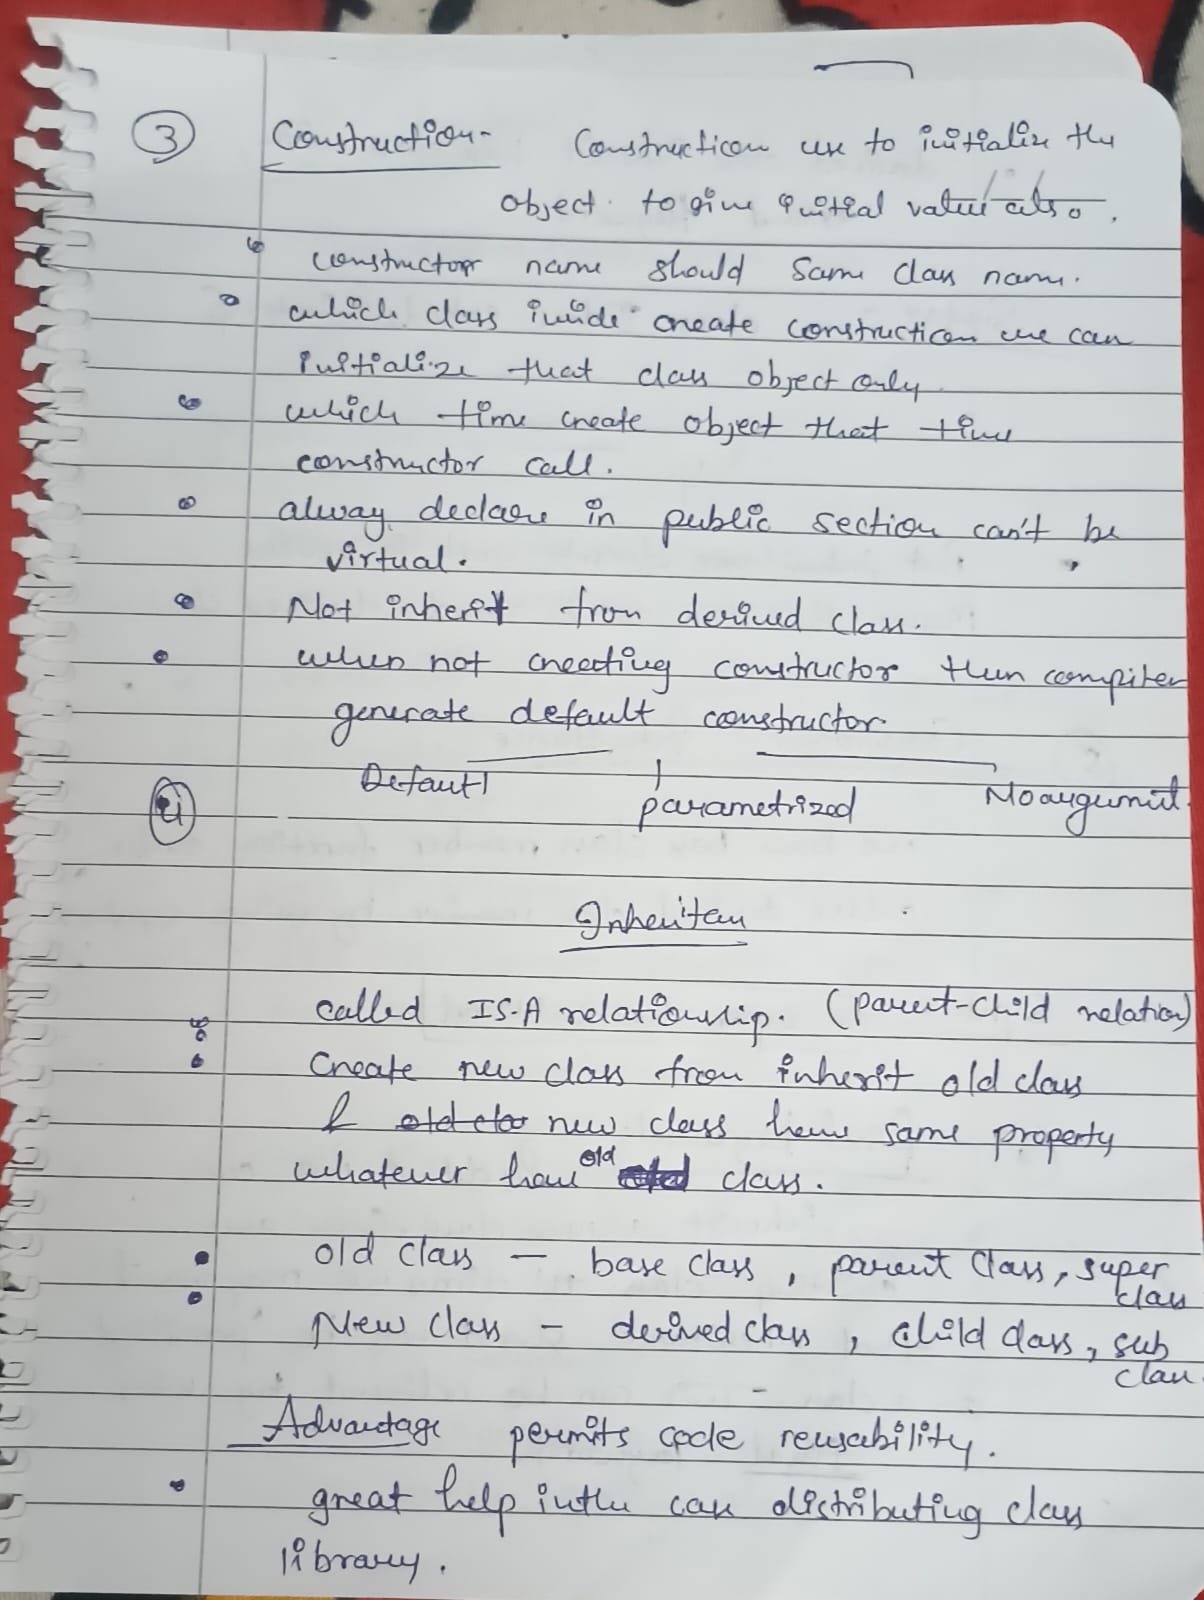 3 Construction- Construction use to initialize the
object. to give initial value also.
constructor name should same class name.
which class inside create construction we can
initialize that class object only
which time create object that time
constructor call.
alway declare in public section can't be
virtual.
Not inherit from derived class.
when not creating constructor then compiler
generate default constructor
Default parametrized No argument
Inheritan
called IS-A relationship. (parent-child relation)
Create new class from inherit old class
& old clas new class have same property
whatever have old class.
old class – base class, parent class, super
class
New class – derived class, child class, sub
class
Advantage permits code reusability.
great help in the case distributing class
library.